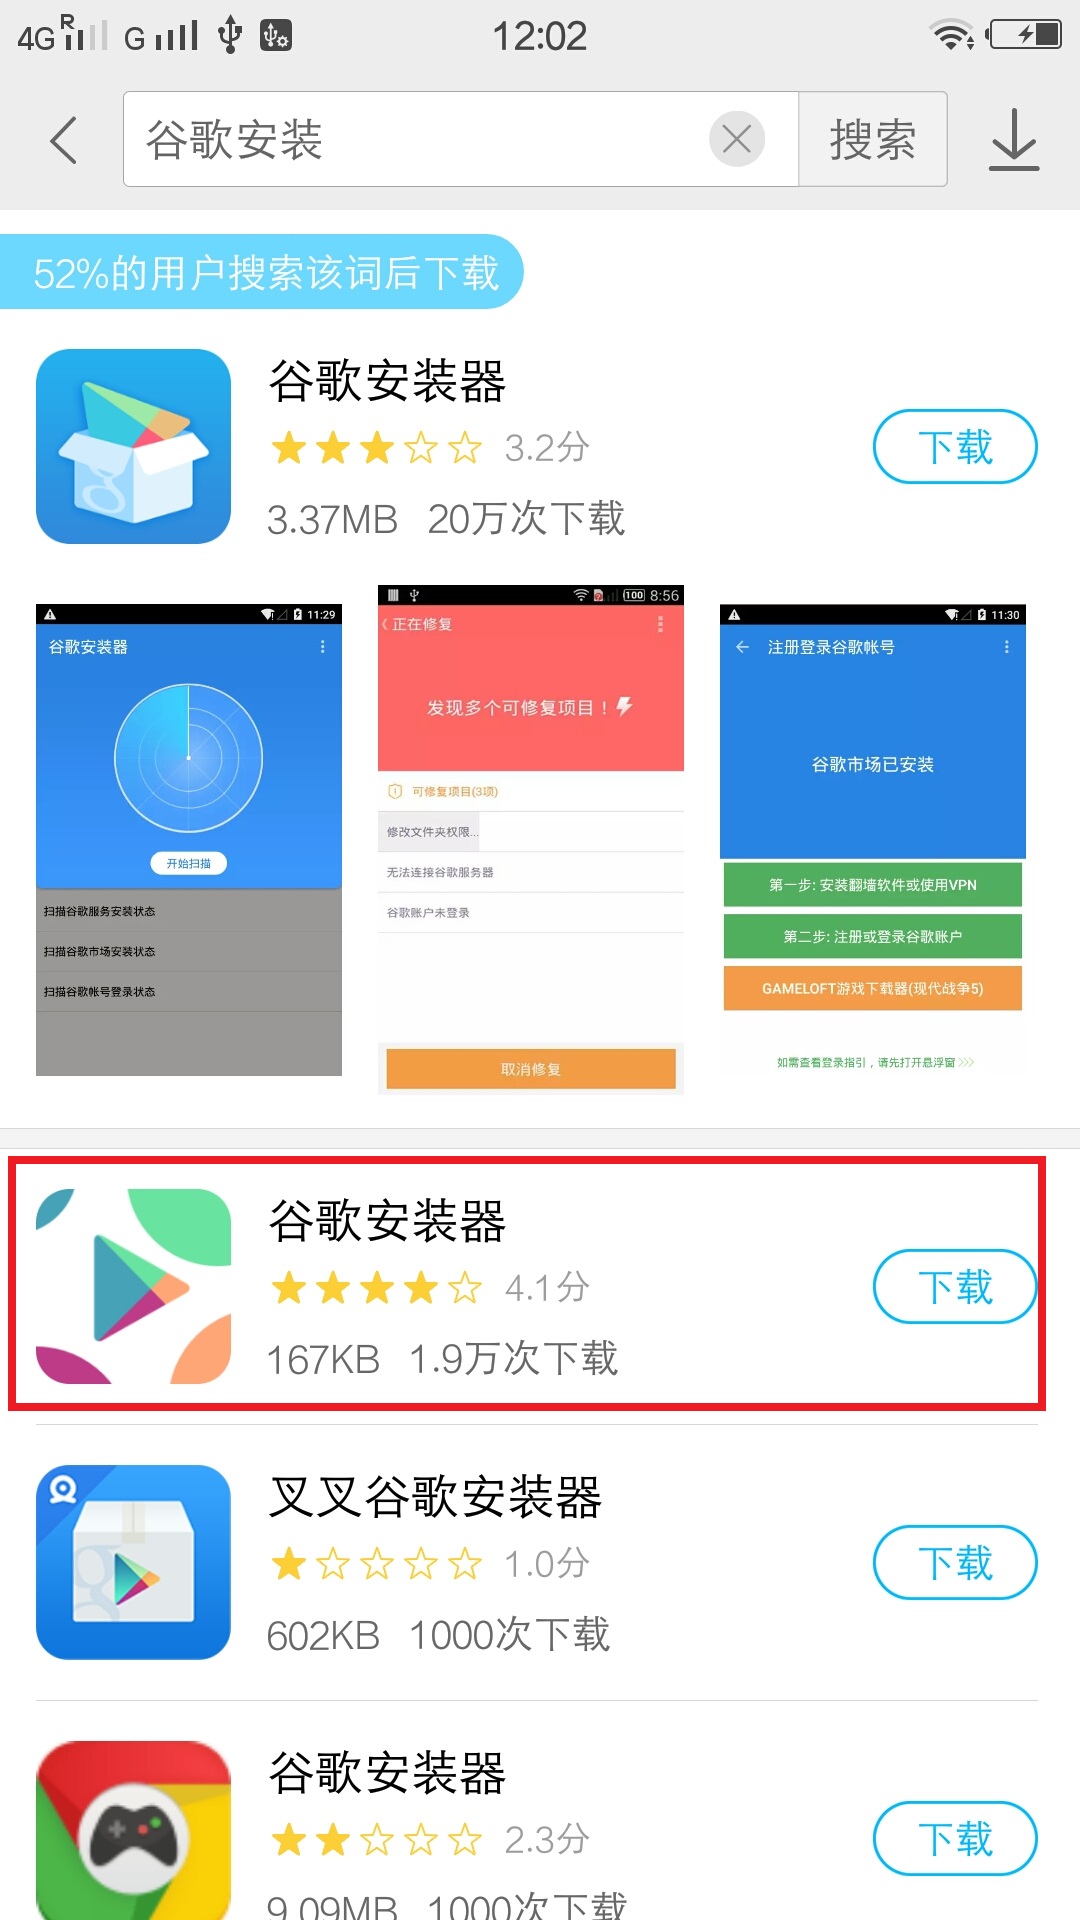 4G R G 12:02
谷歌安装 搜索
52%的用户搜索该词后下载
谷歌安装器
3.2分 下载
3.37MB 20万次下载
11:29
谷歌安装器
开始扫描
扫描谷歌服务安装状态
扫描谷歌市场安装状态
扫描谷歌帐号登录状态
100 8:56
正在修复
发现多个可修复项目！
可修复项目(3项)
修改文件夹权限...
无法连接谷歌服务器
谷歌账户未登录
取消修复
11:30
注册登录谷歌帐号
谷歌市场已安装
第一步: 安装翻墙软件或使用VPN
第二步: 注册或登录谷歌账户
GAMELOFT游戏下载器(现代战争5)
如需查看登录指引，请先打开悬浮窗>>>
谷歌安装器
4.1分 下载
167KB 1.9万次下载
叉叉谷歌安装器
1.0分 下载
602KB 1000次下载
谷歌安装器
2.3分 下载
9.09MB 1000次下载